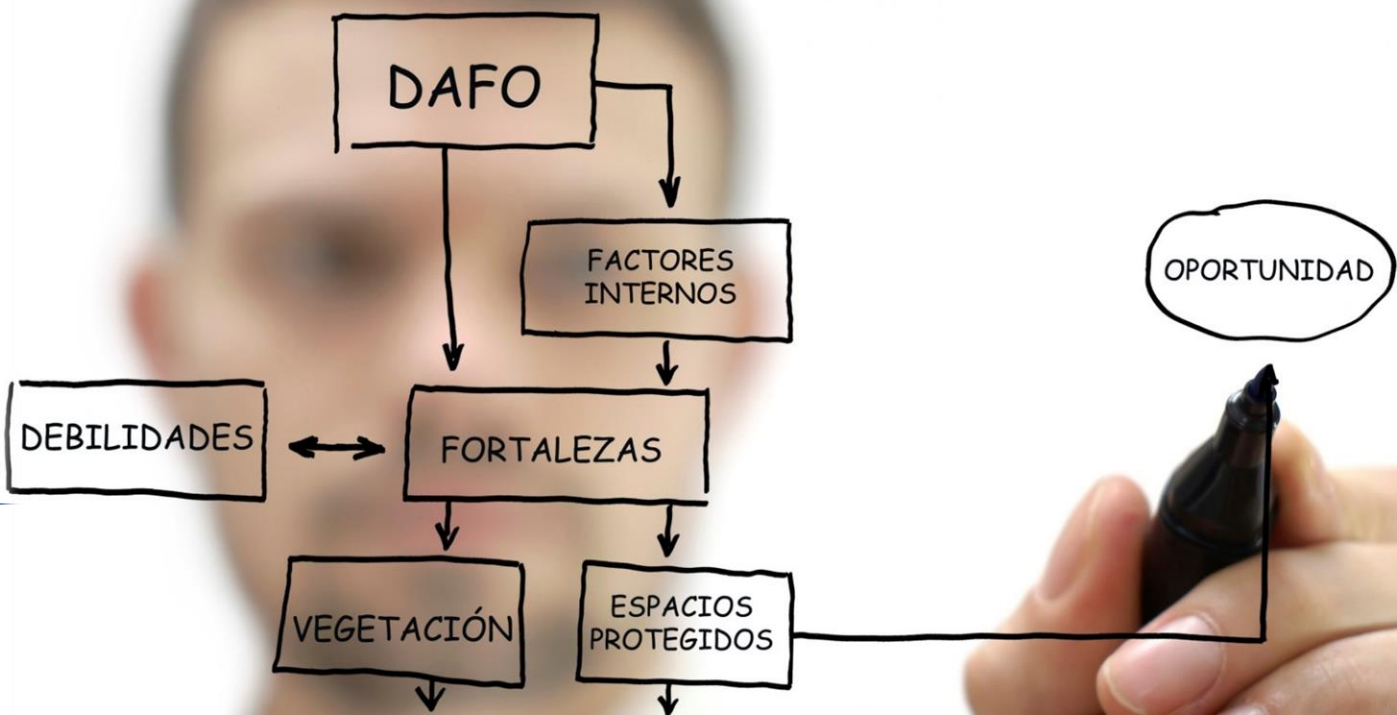 DAFO
FACTORES
INTERNOS
OPORTUNIDAD
DEBILIDADES
FORTALEZAS
VEGETACIÓN
ESPACIOS
PROTEGIDOS